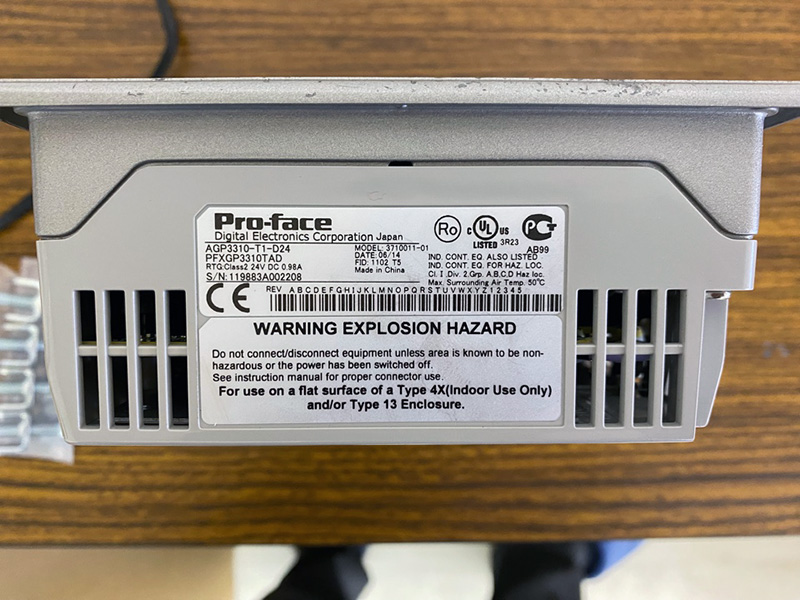 Pro-face
Digital Electronics Corporation Japan
AGP3310-T1-D24
PFXGP3310TAD
RTG:Class2 24V DC 0.98A
S/N:119883A002208
MODEL: 3710011-01
DATE: 06/14
FID: 1102 T5
Made in China
Ro
C UL US
LISTED 3R23
PG
AB99
IND. CONT. EQ. ALSO LISTED
IND. CONT. EQ. FOR HAZ. LOC.
Cl. I ,Div. 2,Grp. A,B,C,D Haz loc.
Max. Surrounding Air Temp. 50°C
CE
REV A B C D E F G H I J K L M N O P Q R S T U V W X Y Z 1 2 3 4 5
WARNING EXPLOSION HAZARD
Do not connect/disconnect equipment unless area is known to be non-
hazardous or the power has been switched off.
See instruction manual for proper connector use.
For use on a flat surface of a Type 4X(Indoor Use Only)
and/or Type 13 Enclosure.